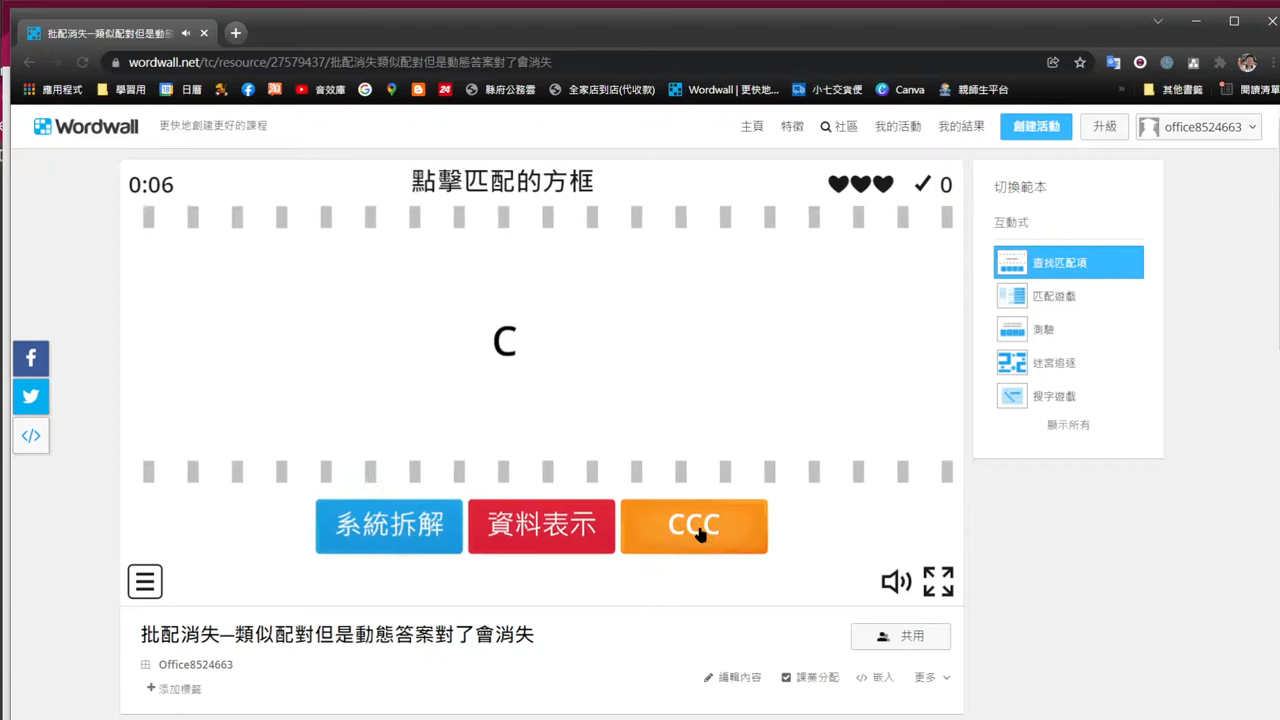 批配消失—類似配對但是動態
wordwall.net/tc/resource/27579437/批配消失類似配對但是動態答案對了會消失
應用程式 學習用 日曆 音效庫 縣府公務雲 全家店到店(代收款) Wordwall | 更快地... 小七交貨便 Canva 親師生平台 » 其他書籤 閱讀清單
Wordwall 更快地創建更好的課程 主頁 特徵 社區 我的活動 我的結果 創建活動 升級 office8524663
0:06 點擊匹配的方框 0
C
系統拆解 資料表示 CCC
切換範本
互動式
查找匹配項
匹配遊戲
測驗
迷宮追逐
搜字遊戲
顯示所有
批配消失—類似配對但是動態答案對了會消失
共用
Office8524663
添加標籤
編輯內容 課業分配 嵌入 更多